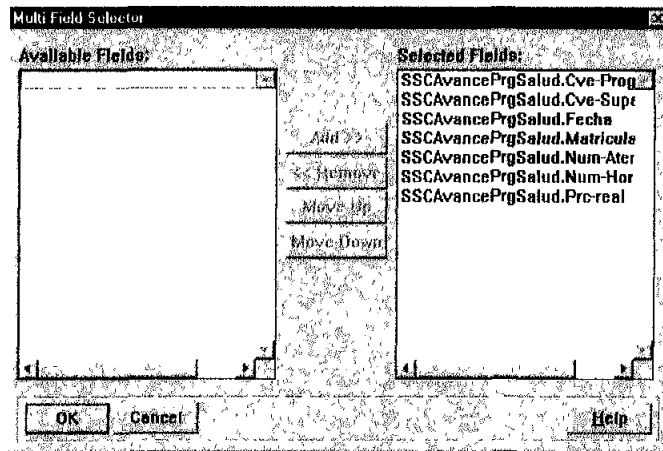 Multi Field Selector
Available Fields:
Selected Fields:
SSCAvancePrgSalud.Cve-Prog
SSCAvancePrgSalud.Cve-Supe
SSCAvancePrgSalud.Fecha
SSCAvancePrgSalud.Matricula
SSCAvancePrgSalud.Num-Aten
SSCAvancePrgSalud.Num-Hor
SSCAvancePrgSalud.Prc-real
Add >>
<< Remove
Move Up
Move Down
OK
Cancel
Help